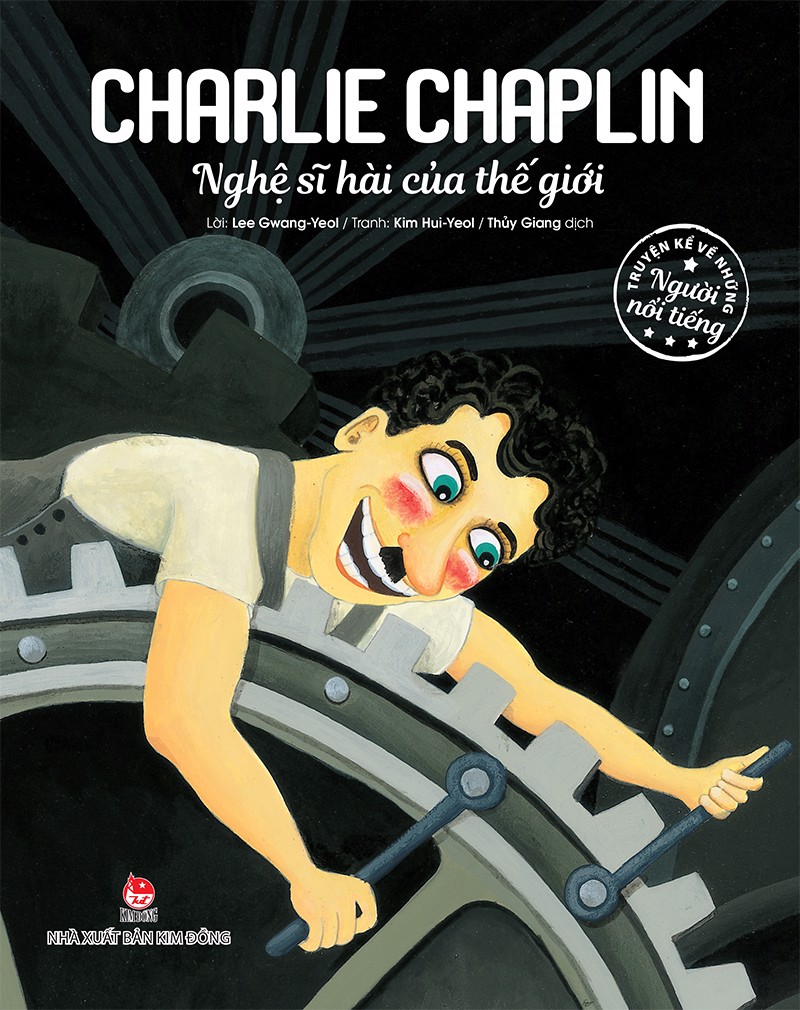 CHARLIE CHAPLIN
Nghệ sĩ hài của thế giới
Lời: Lee Gwang-Yeol / Tranh: Kim Hui-Yeol / Thủy Giang dịch
TRUYỆN KỂ VỀ NHỮNG
Người
nổi tiếng
KIM ĐỒNG
NHÀ XUẤT BẢN KIM ĐỒNG